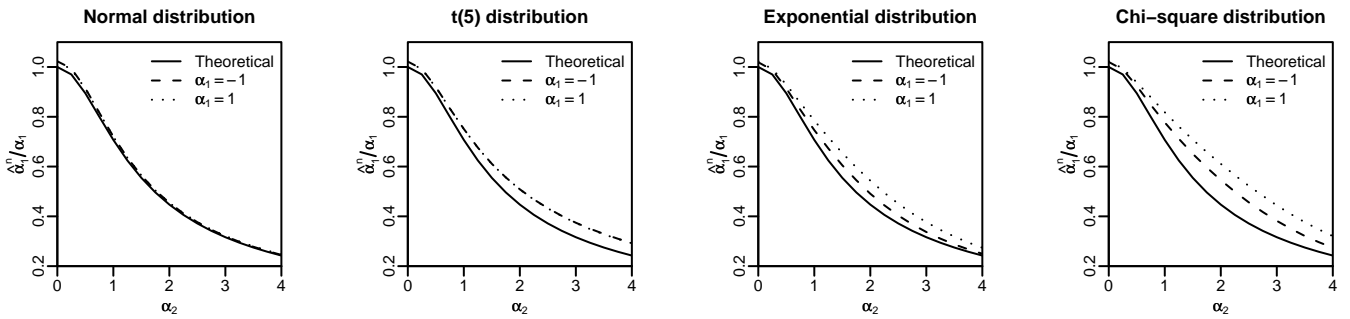 Normal distribution
α̂₁ⁿ/α₁
1.0
0.8
0.6
0.4
0.2
Theoretical
α₁ = −1
α₁ = 1
0 1 2 3 4
α₂
t(5) distribution
α̂₁ⁿ/α₁
1.0
0.8
0.6
0.4
0.2
Theoretical
α₁ = −1
α₁ = 1
0 1 2 3 4
α₂
Exponential distribution
α̂₁ⁿ/α₁
1.0
0.8
0.6
0.4
0.2
Theoretical
α₁ = −1
α₁ = 1
0 1 2 3 4
α₂
Chi−square distribution
α̂₁ⁿ/α₁
1.0
0.8
0.6
0.4
0.2
Theoretical
α₁ = −1
α₁ = 1
0 1 2 3 4
α₂